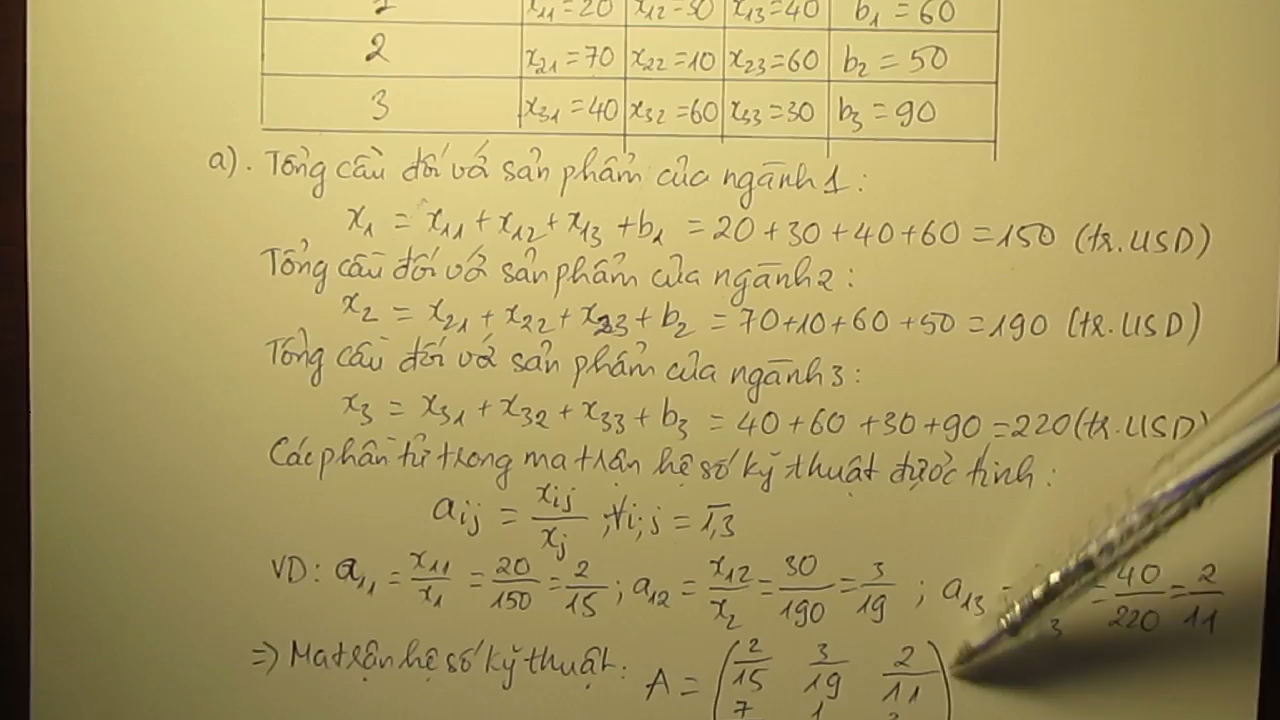 x₁₁=20 x₁₂=30 x₁₃=40 b₁=60
2 x₂₁=70 x₂₂=10 x₂₃=60 b₂=50
3 x₃₁=40 x₃₂=60 x₃₃=30 b₃=90
a). Tổng cầu đối với sản phẩm của ngành 1:
x₁ = x₁₁ + x₁₂ + x₁₃ + b₁ = 20+30+40+60 = 150 (tr.USD)
Tổng cầu đối với sản phẩm của ngành 2:
x₂ = x₂₁ + x₂₂ + x₂₃ + b₂ = 70+10+60+50 = 190 (tr.USD)
Tổng cầu đối với sản phẩm của ngành 3:
x₃ = x₃₁ + x₃₂ + x₃₃ + b₃ = 40+60+30+90 = 220 (tr.USD)
Các phần tử trong ma trận hệ số kỹ thuật được tính:
aᵢⱼ = xᵢⱼ/xⱼ ; ∀i;j = 1,3
VD: a₁₁ = x₁₁/x₁ = 20/150 = 2/15 ; a₁₂ = x₁₂/x₂ = 30/190 = 3/19 ; a₁₃ = 40/220 = 2/11
=> Ma trận hệ số kỹ thuật: A = (2/15 3/19 2/11)
7 1